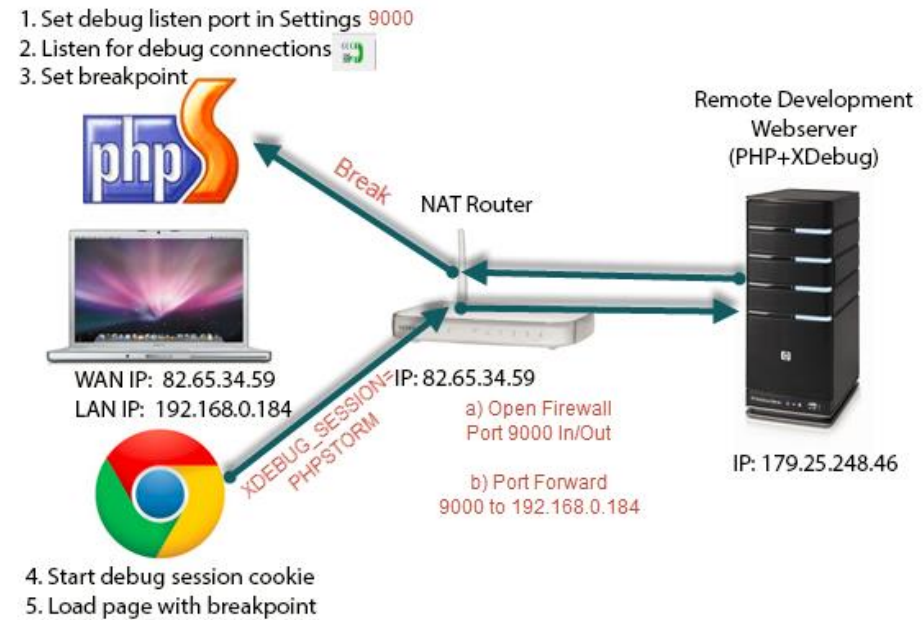 1. Set debug listen port in Settings 9000
2. Listen for debug connections
3. Set breakpoint
php S
Break
NAT Router
Remote Development
Webserver
(PHP+XDebug)
WAN IP: 82.65.34.59
LAN IP: 192.168.0.184
XDEBUG_SESSION=
PHPSTORM
IP: 82.65.34.59
a) Open Firewall
Port 9000 In/Out
b) Port Forward
9000 to 192.168.0.184
IP: 179.25.248.46
4. Start debug session cookie
5. Load page with breakpoint